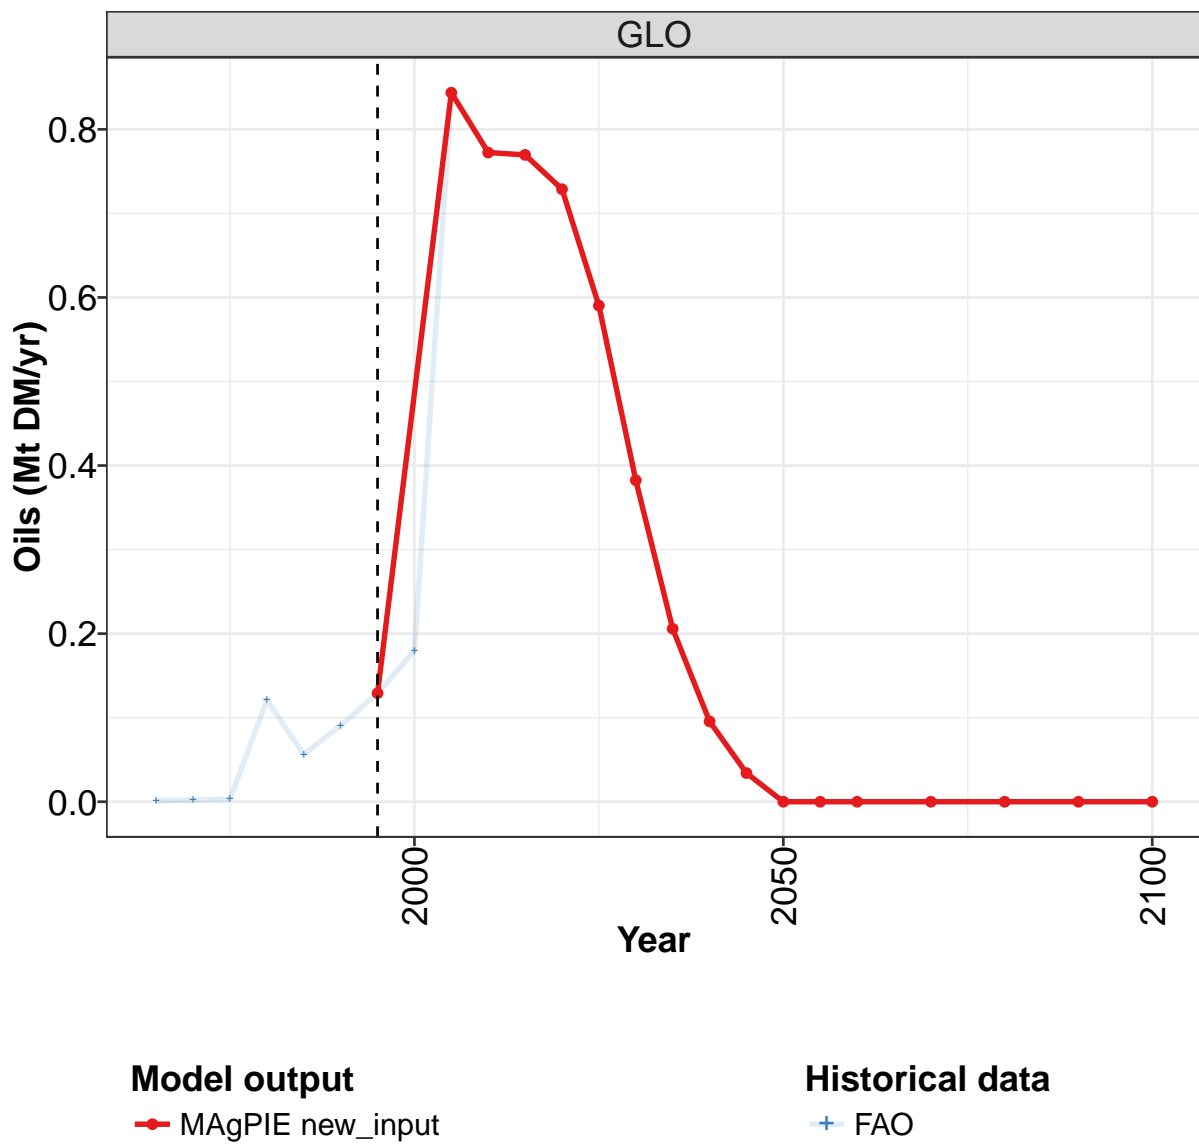 GLO
0.8
0.6
0.4
0.2
0.0
Oils (Mt DM/yr)
2000
2050
2100
Year
Model output
MAgPIE new_input
Historical data
FAO